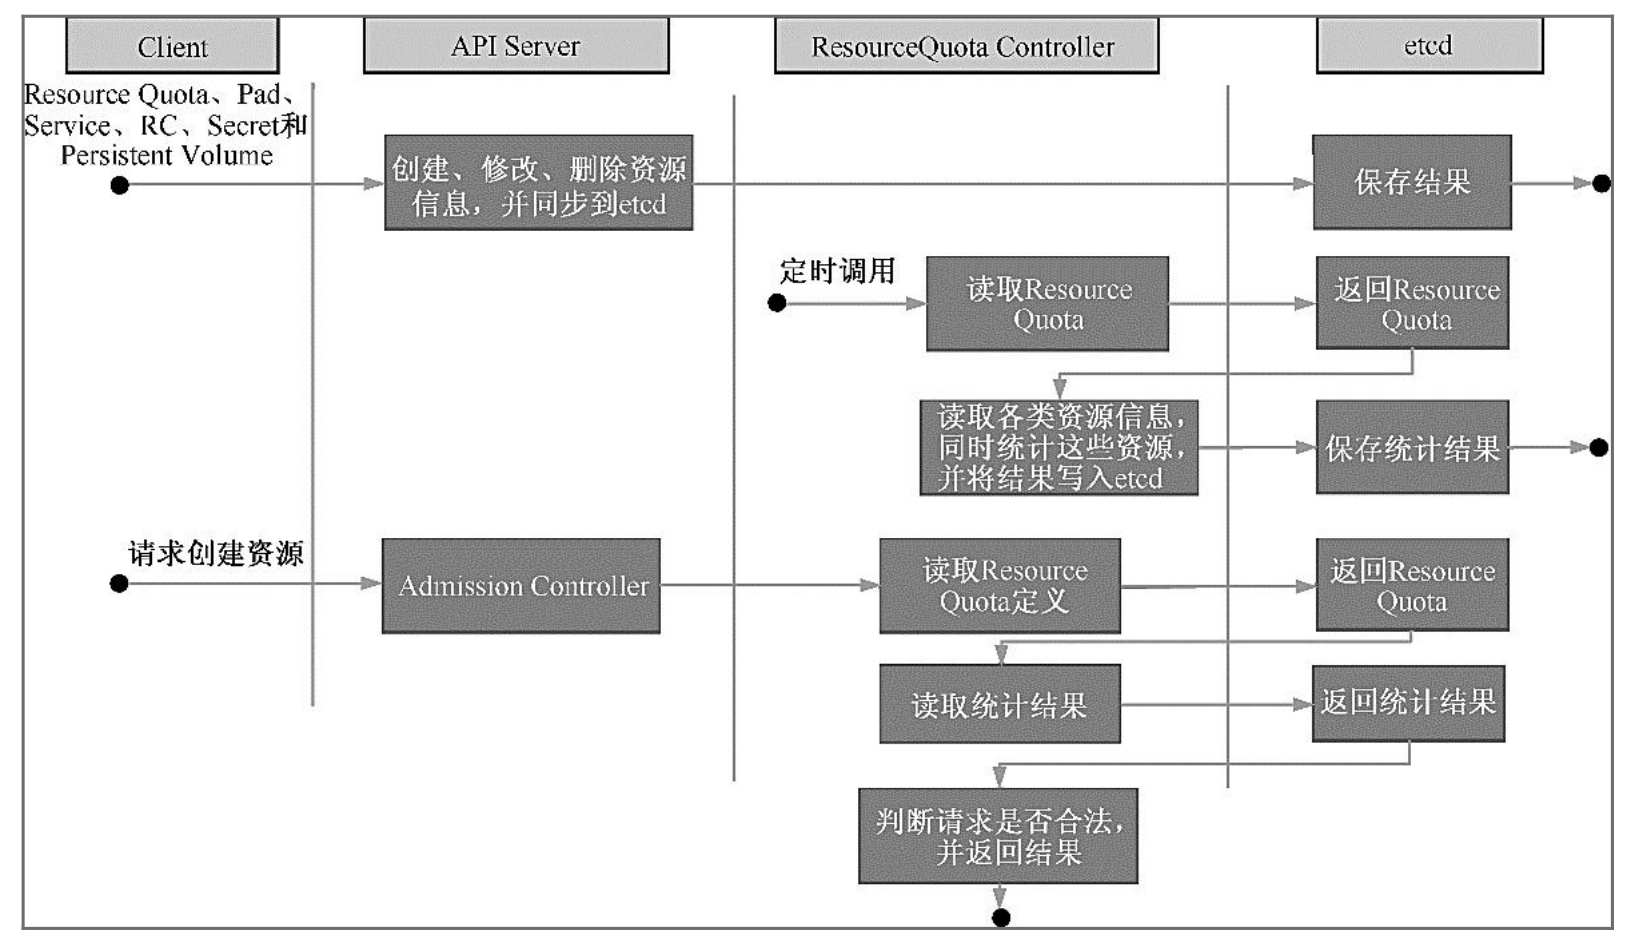 Client
API Server
ResourceQuota Controller
etcd
Resource Quota、Pad、
Service、RC、Secret和
Persistent Volume
创建、修改、删除资源
信息，并同步到etcd
保存结果
定时调用
读取Resource
Quota
返回Resource
Quota
读取各类资源信息，
同时统计这些资源，
并将结果写入etcd
保存统计结果
请求创建资源
Admission Controller
读取Resource
Quota定义
返回Resource
Quota
读取统计结果
返回统计结果
判断请求是否合法，
并返回结果